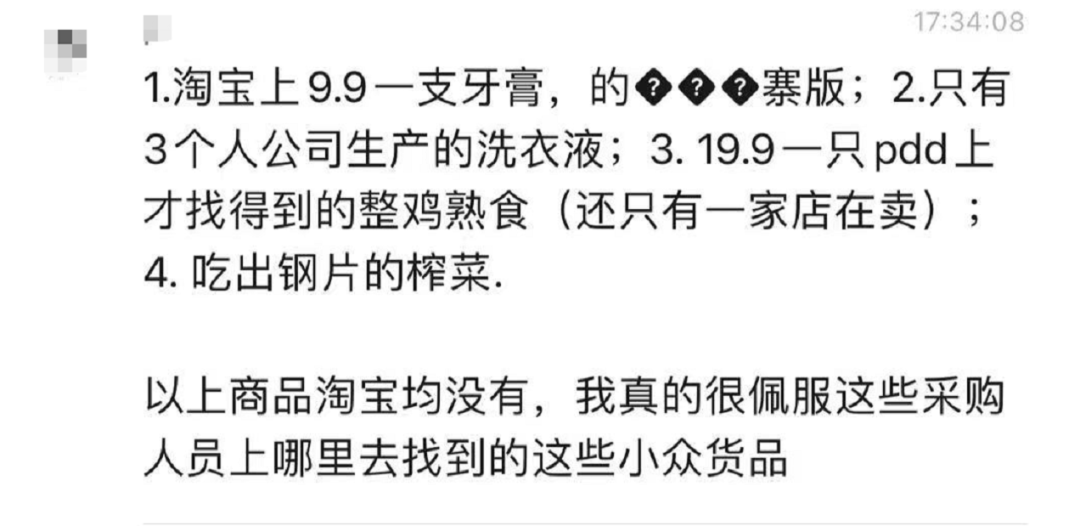 17:34:08
1.淘宝上9.9一支牙膏，的���寨版；2.只有
3个人公司生产的洗衣液；3. 19.9一只pdd上
才找得到的整鸡熟食（还只有一家店在卖）；
4. 吃出钢片的榨菜.
以上商品淘宝均没有，我真的很佩服这些采购
人员上哪里去找到的这些小众货品